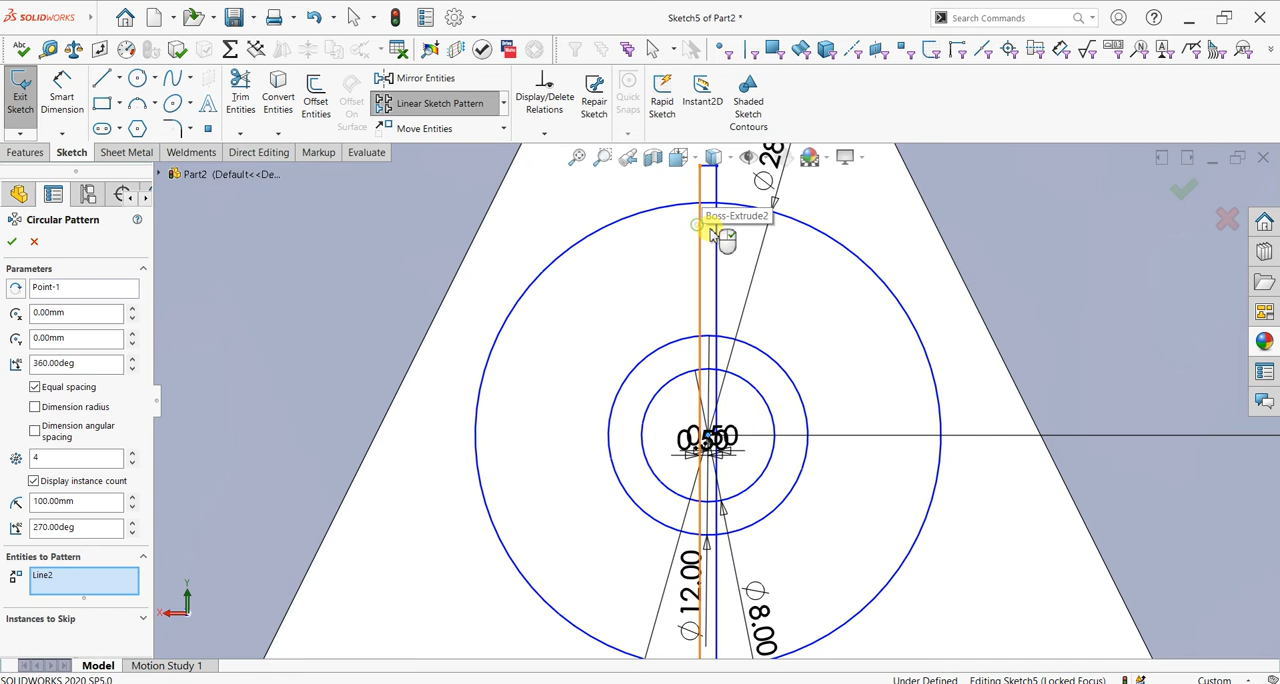 SOLIDWORKS
Sketch5 of Part2 *
Search Commands
Exit Sketch
Smart Dimension
Trim Entities
Convert Entities
Offset Entities
Offset On Surface
Mirror Entities
Linear Sketch Pattern
Move Entities
Display/Delete Relations
Repair Sketch
Quick Snaps
Rapid Sketch
Instant2D
Shaded Sketch Contours
Features
Sketch
Sheet Metal
Weldments
Direct Editing
Markup
Evaluate
Part2 (Default<<De...
Circular Pattern
Parameters
Point-1
0.00mm
0.00mm
360.00deg
Equal spacing
Dimension radius
Dimension angular
spacing
4
Display instance count
100.00mm
270.00deg
Entities to Pattern
Line2
Instances to Skip
Boss-Extrude2
Ø 28
0.50
Ø 12.00
Ø 8.00
Y
X
Model
Motion Study 1
SOLIDWORKS 2020 SP5.0
Under Defined
Editing Sketch5 (Locked Focus)
Custom